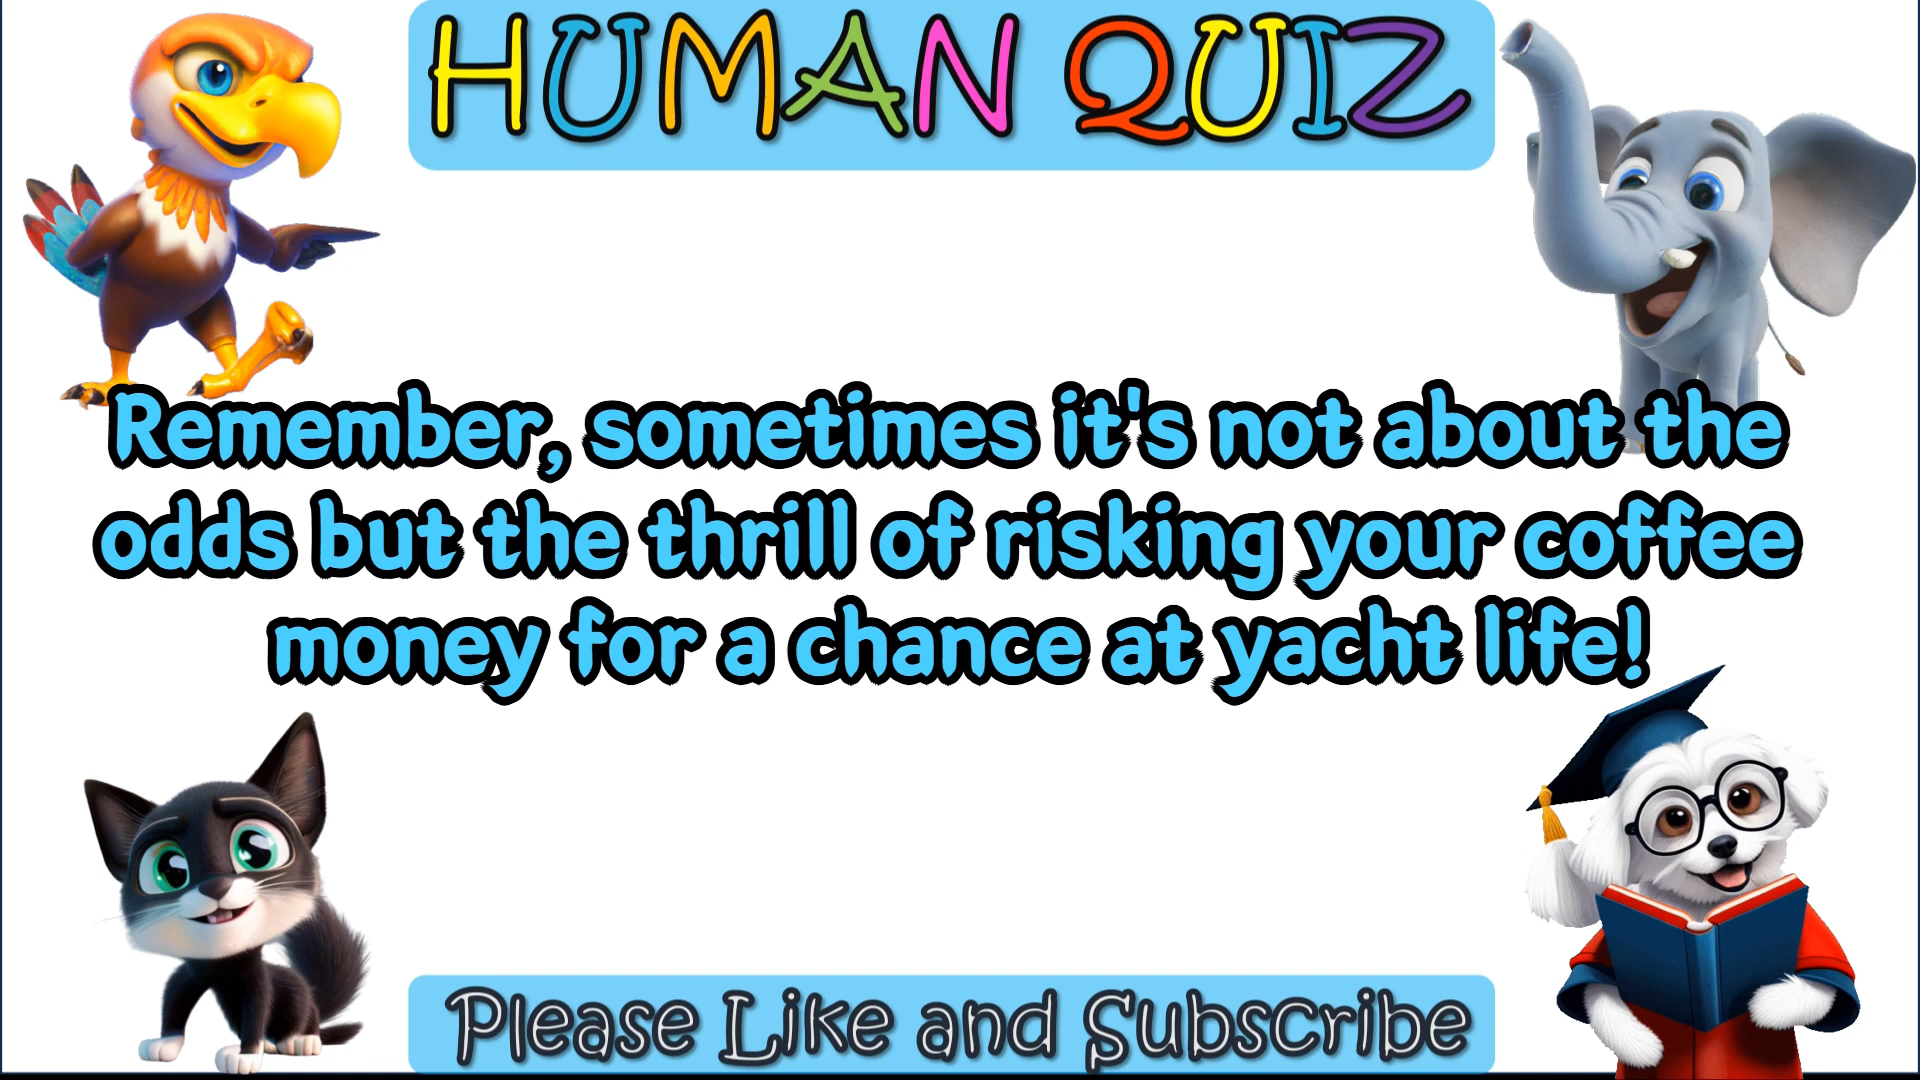 HUMAN QUIZ
Remember, sometimes it's not about the
odds but the thrill of risking your coffee
money for a chance at yacht life!
Please Like and Subscribe